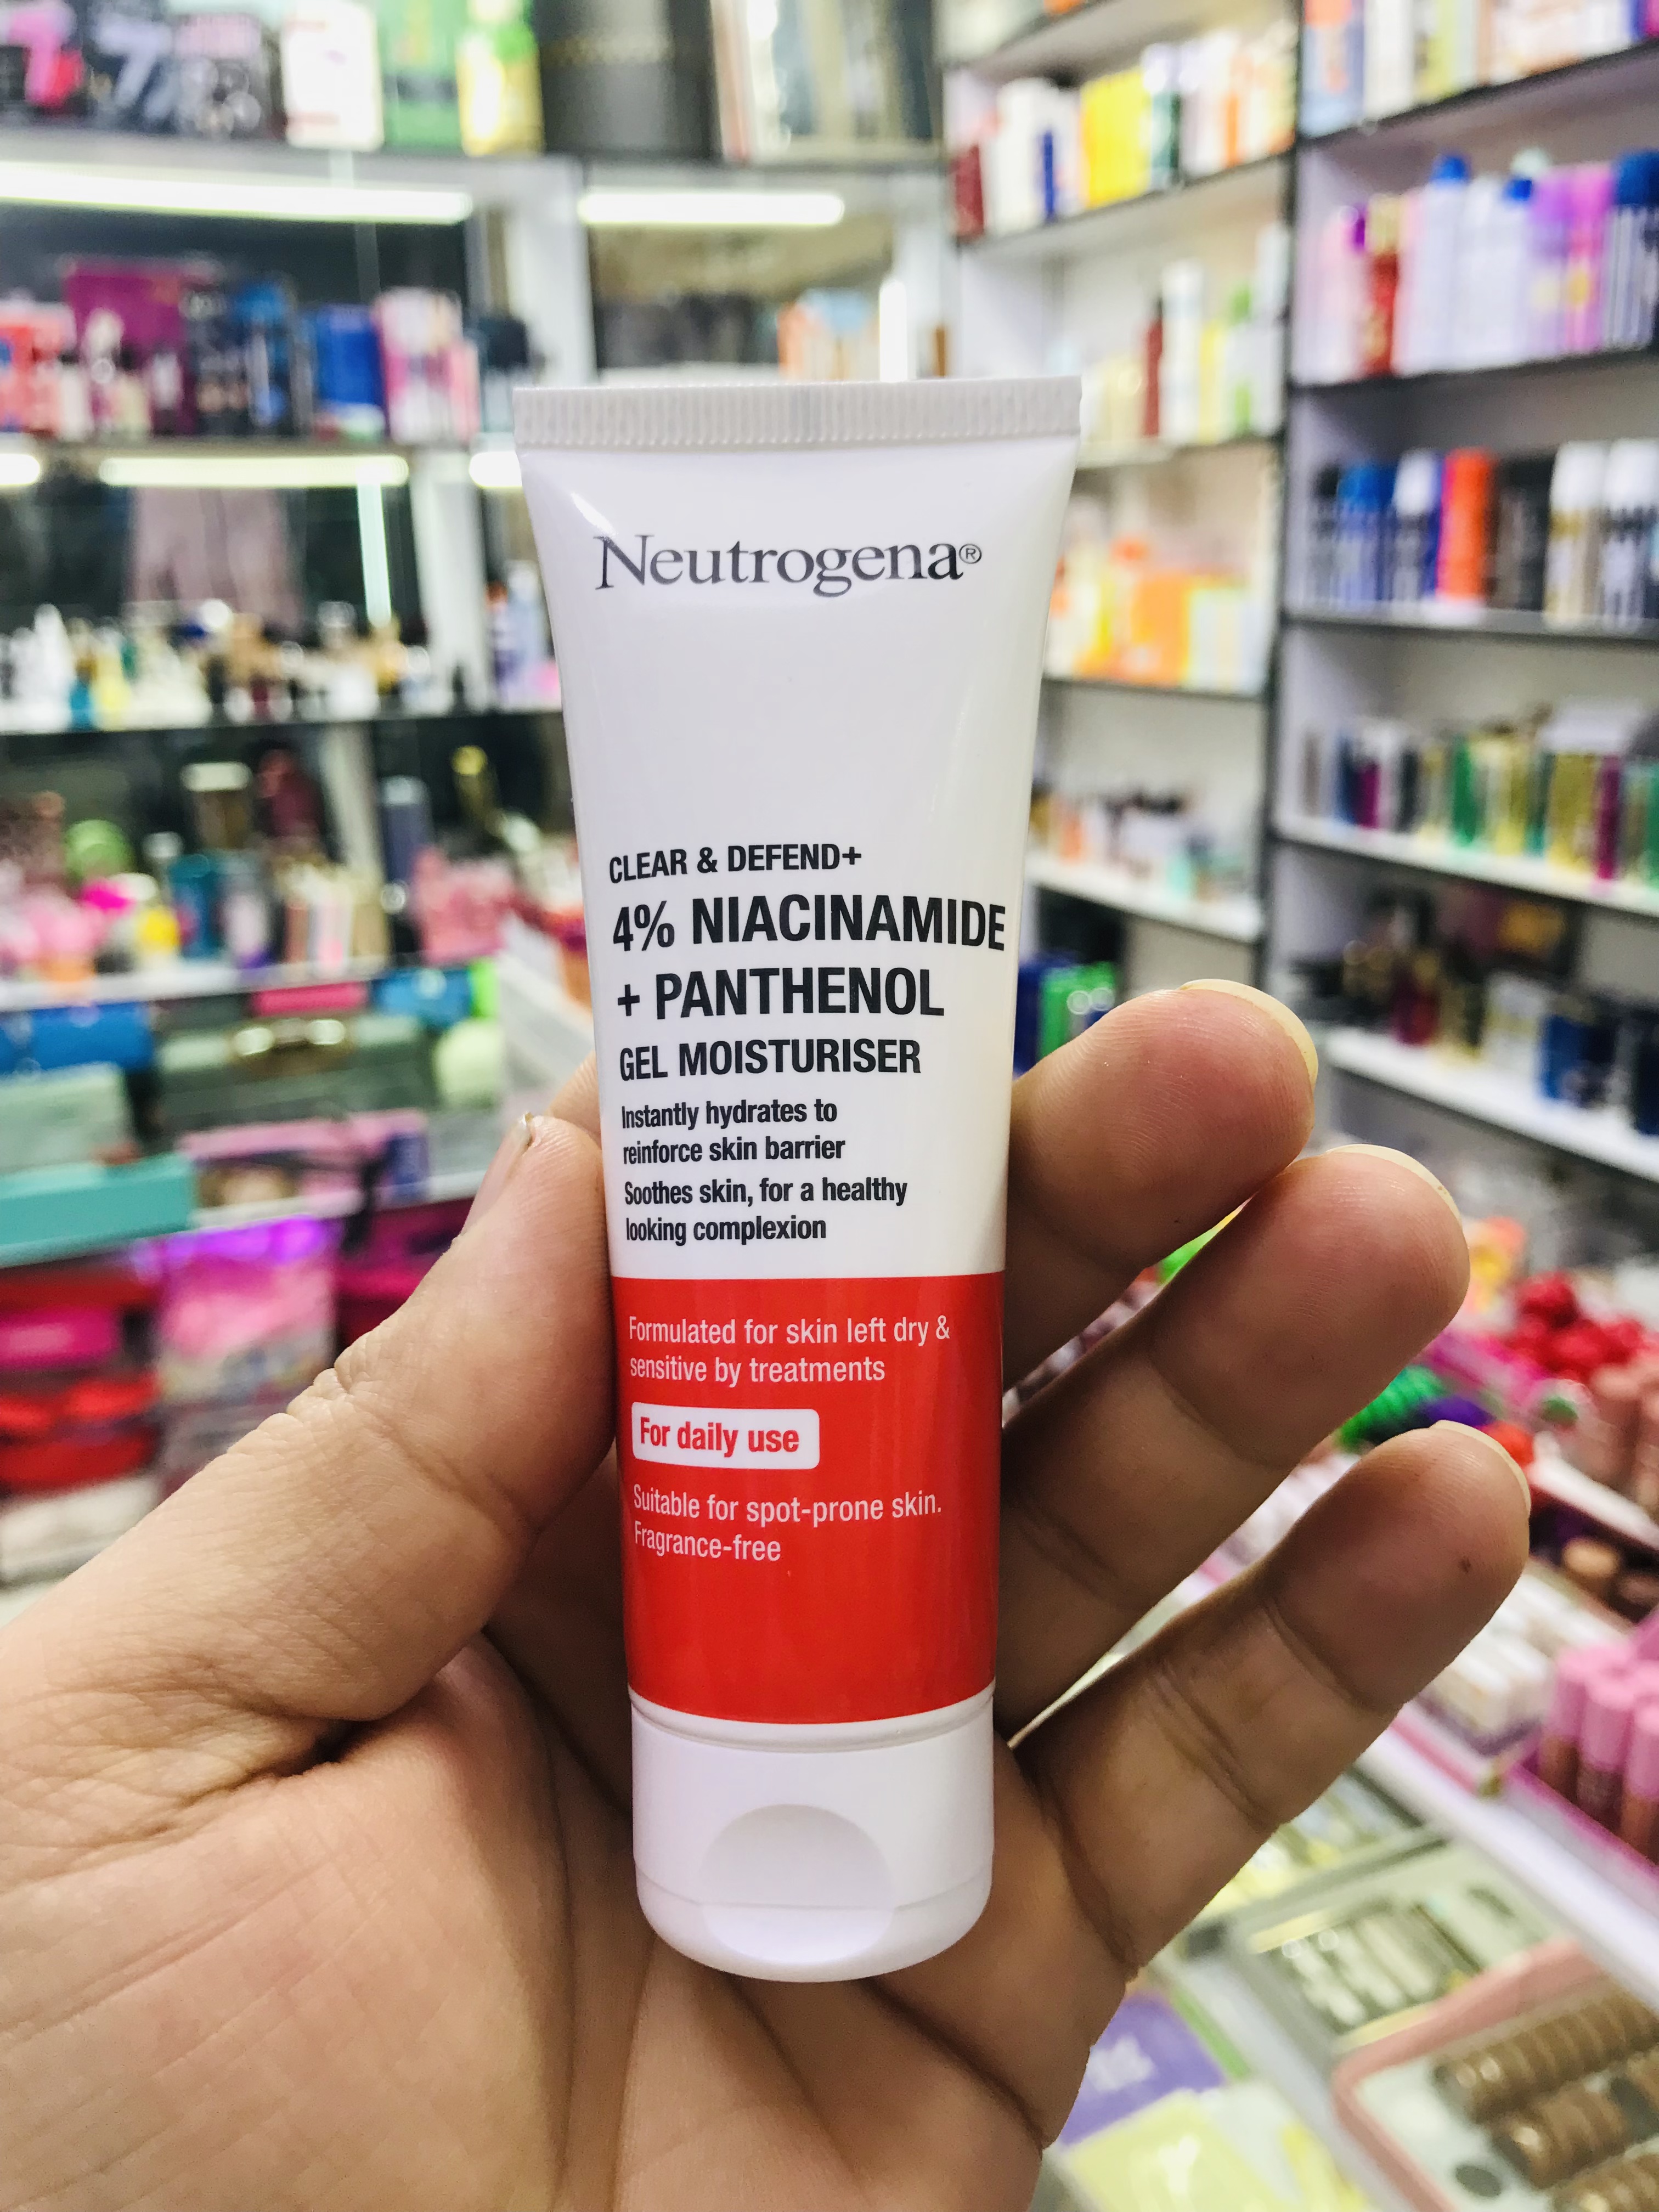 Neutrogena®
CLEAR & DEFEND+
4% NIACINAMIDE
+ PANTHENOL
GEL MOISTURISER
Instantly hydrates to
reinforce skin barrier
Soothes skin, for a healthy
looking complexion
Formulated for skin left dry &
sensitive by treatments
For daily use
Suitable for spot-prone skin.
Fragrance-free